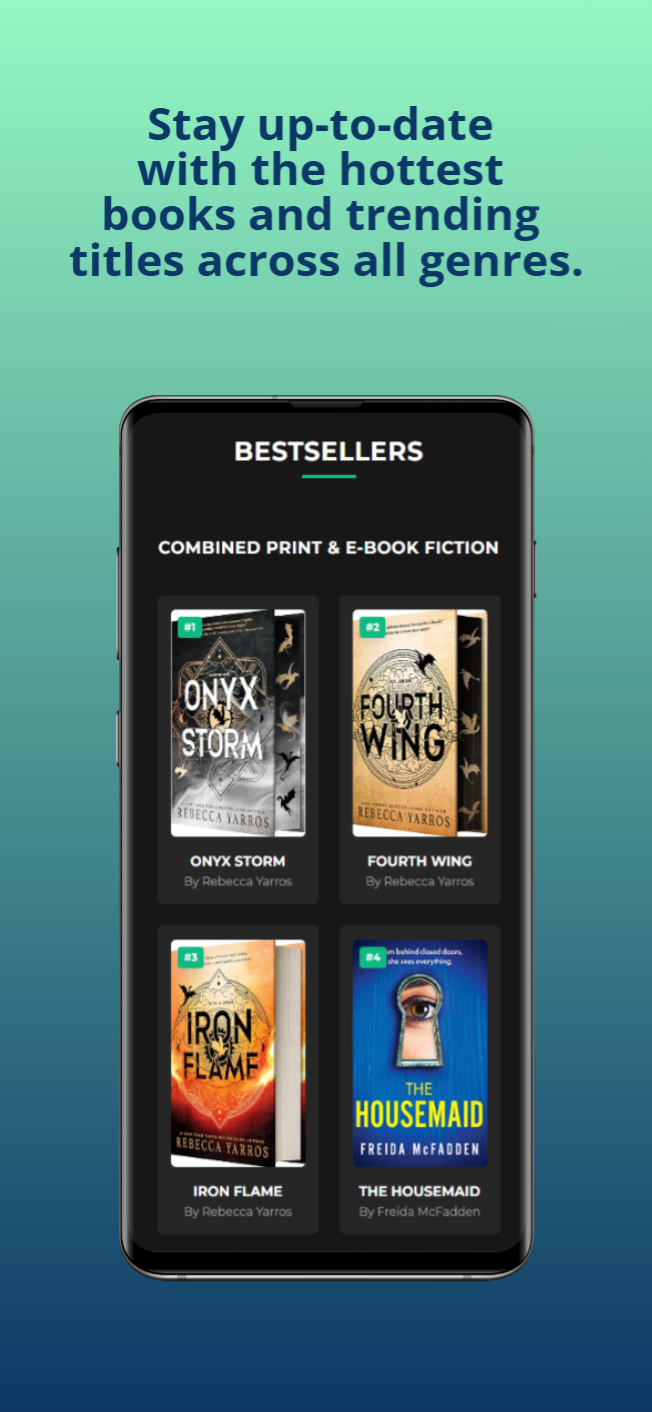 Stay up-to-date
with the hottest
books and trending
titles across all genres.
BESTSELLERS
COMBINED PRINT & E-BOOK FICTION
#1
ONYX
STORM
REBECCA YARROS
ONYX STORM
By Rebecca Yarros
#2
FOURTH
WING
REBECCA YARROS
FOURTH WING
By Rebecca Yarros
#3
IRON
FLAME
REBECCA YARROS
IRON FLAME
By Rebecca Yarros
#4
behind closed doors,
she sees everything.
THE
HOUSEMAID
FREIDA McFADDEN
THE HOUSEMAID
By Freida McFadden